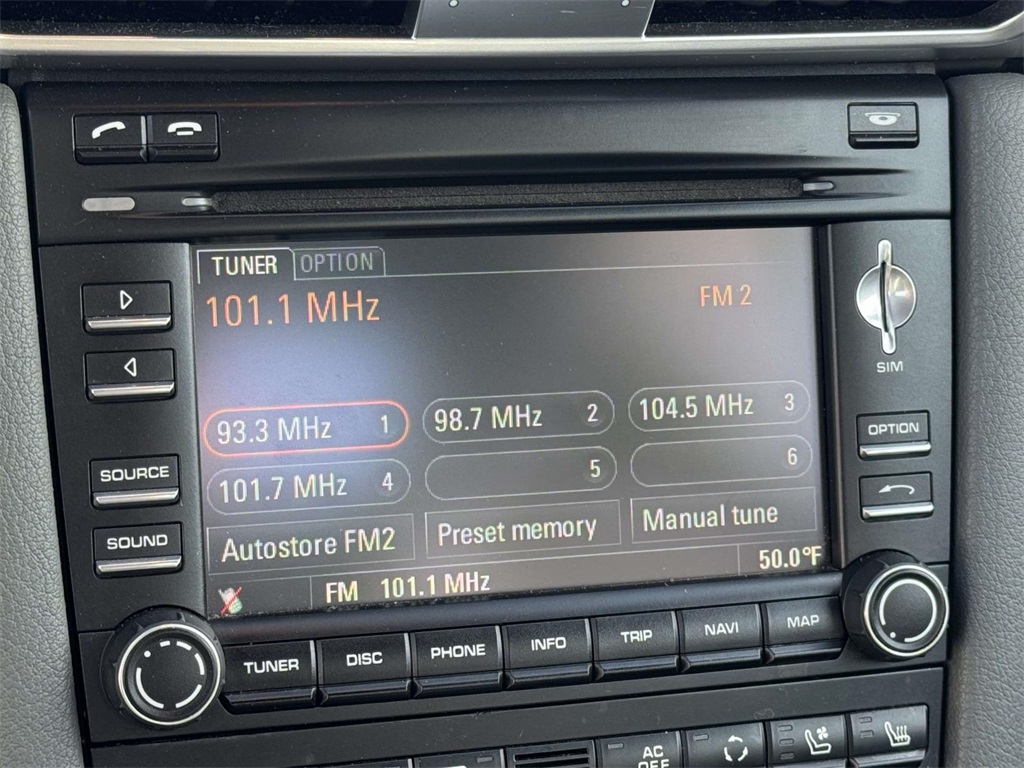 TUNER OPTION
101.1 MHz FM 2
93.3 MHz 1 98.7 MHz 2 104.5 MHz 3
101.7 MHz 4 5 6
Autostore FM2 Preset memory Manual tune
FM 101.1 MHz 50.0°F
SIM
OPTION
SOURCE
SOUND
TUNER DISC PHONE INFO TRIP NAVI MAP
AC
OFF